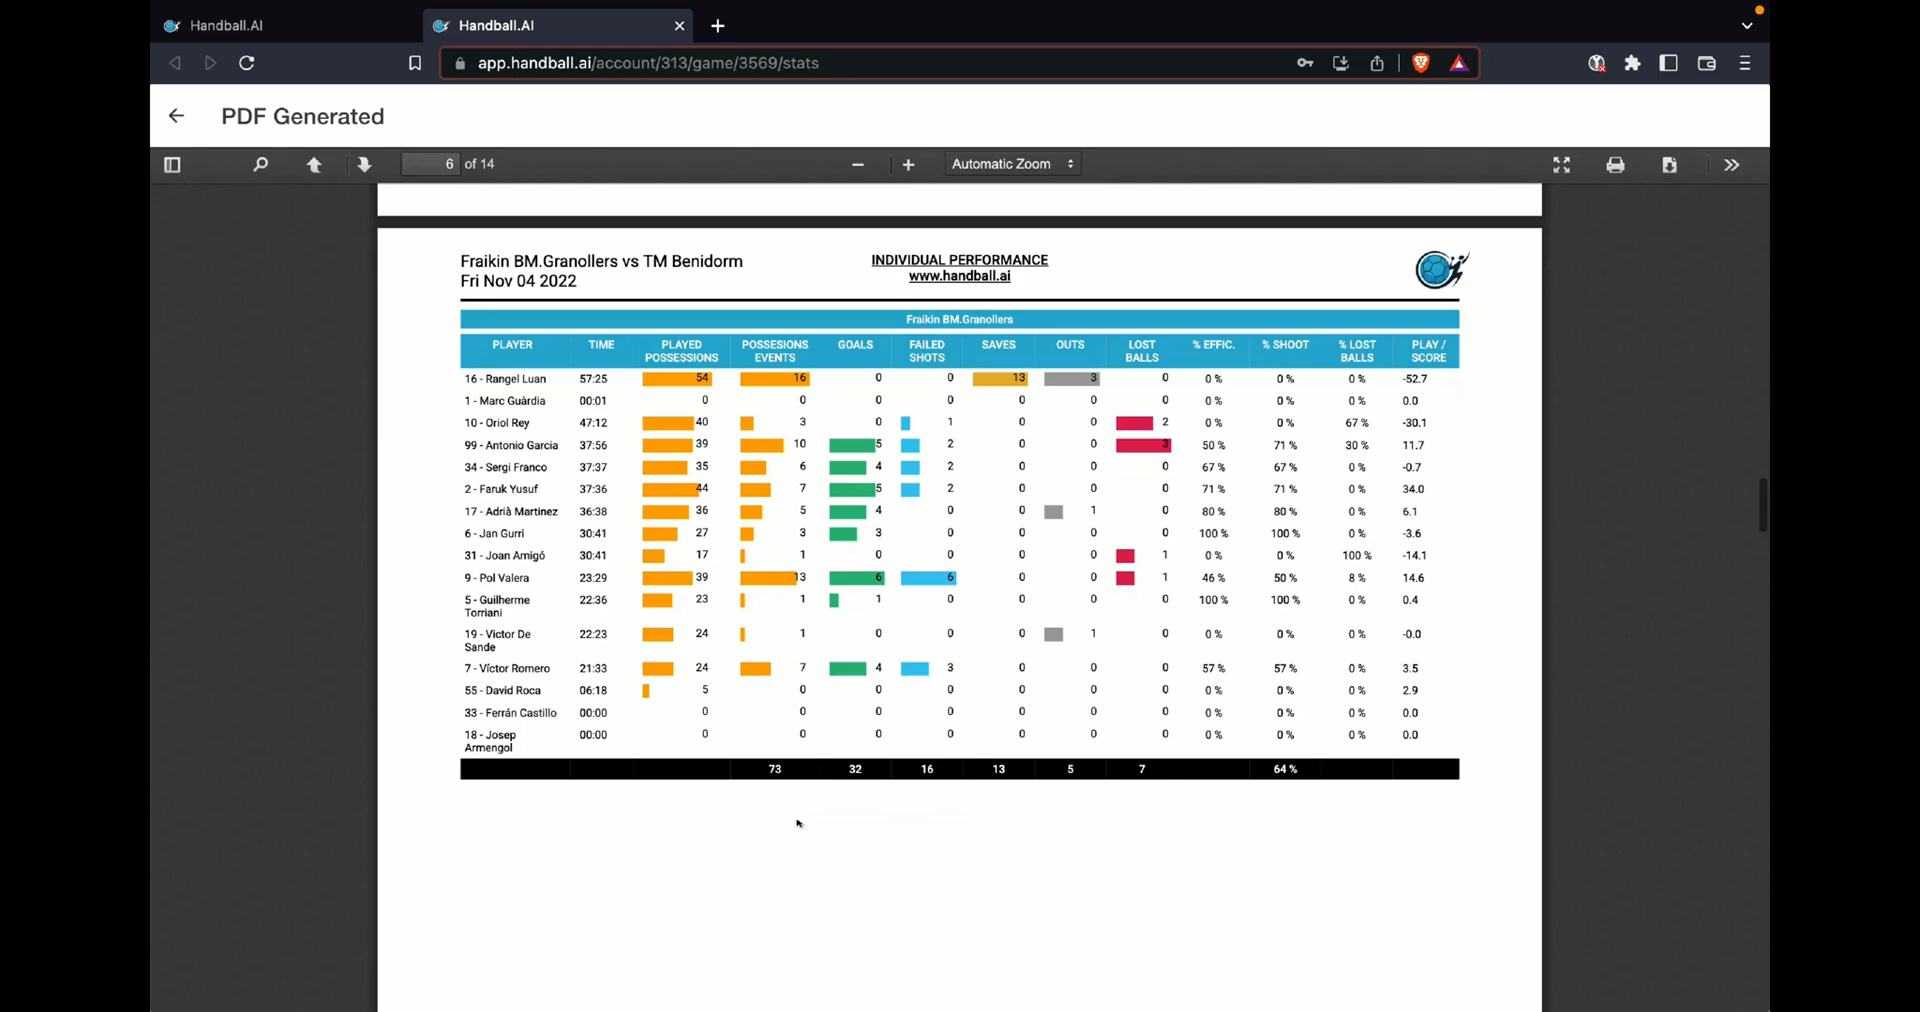 Handball.AI
Handball.AI
app.handball.ai/account/313/game/3569/stats
PDF Generated
6 of 14
Automatic Zoom
Fraikin BM.Granollers vs TM Benidorm
Fri Nov 04 2022
INDIVIDUAL PERFORMANCE
www.handball.ai
Fraikin BM.Granollers
PLAYER TIME PLAYED POSSESSIONS POSSESIONS EVENTS GOALS FAILED SHOTS SAVES OUTS LOST BALLS % EFFIC. % SHOOT % LOST BALLS PLAY / SCORE
16 - Rangel Luan 57:25 54 16 0 0 13 3 0 0 % 0 % 0 % -52.7
1 - Marc Guàrdia 00:01 0 0 0 0 0 0 0 0 % 0 % 0 % 0.0
10 - Oriol Rey 47:12 40 3 0 1 0 0 2 0 % 0 % 67 % -30.1
99 - Antonio Garcia 37:56 39 10 5 2 0 0 3 50 % 71 % 30 % 11.7
34 - Sergi Franco 37:37 35 6 4 2 0 0 0 67 % 67 % 0 % -0.7
2 - Faruk Yusuf 37:36 44 7 5 2 0 0 0 71 % 71 % 0 % 34.0
17 - Adrià Martinez 36:38 36 5 4 0 0 1 0 80 % 80 % 0 % 6.1
6 - Jan Gurri 30:41 27 3 3 0 0 0 0 100 % 100 % 0 % -3.6
31 - Joan Amigó 30:41 17 1 0 0 0 0 1 0 % 0 % 100 % -14.1
9 - Pol Valera 23:29 39 13 6 6 0 0 1 46 % 50 % 8 % 14.6
5 - Guilherme Torriani 22:36 23 1 1 0 0 0 0 100 % 100 % 0 % 0.4
19 - Victor De Sande 22:23 24 1 0 0 0 1 0 0 % 0 % 0 % -0.0
7 - Víctor Romero 21:33 24 7 4 3 0 0 0 57 % 57 % 0 % 3.5
55 - David Roca 06:18 5 0 0 0 0 0 0 0 % 0 % 0 % 2.9
33 - Ferrán Castillo 00:00 0 0 0 0 0 0 0 0 % 0 % 0 % 0.0
18 - Josep Armengol 00:00 0 0 0 0 0 0 0 0 % 0 % 0 % 0.0
73 32 16 13 5 7 64 %